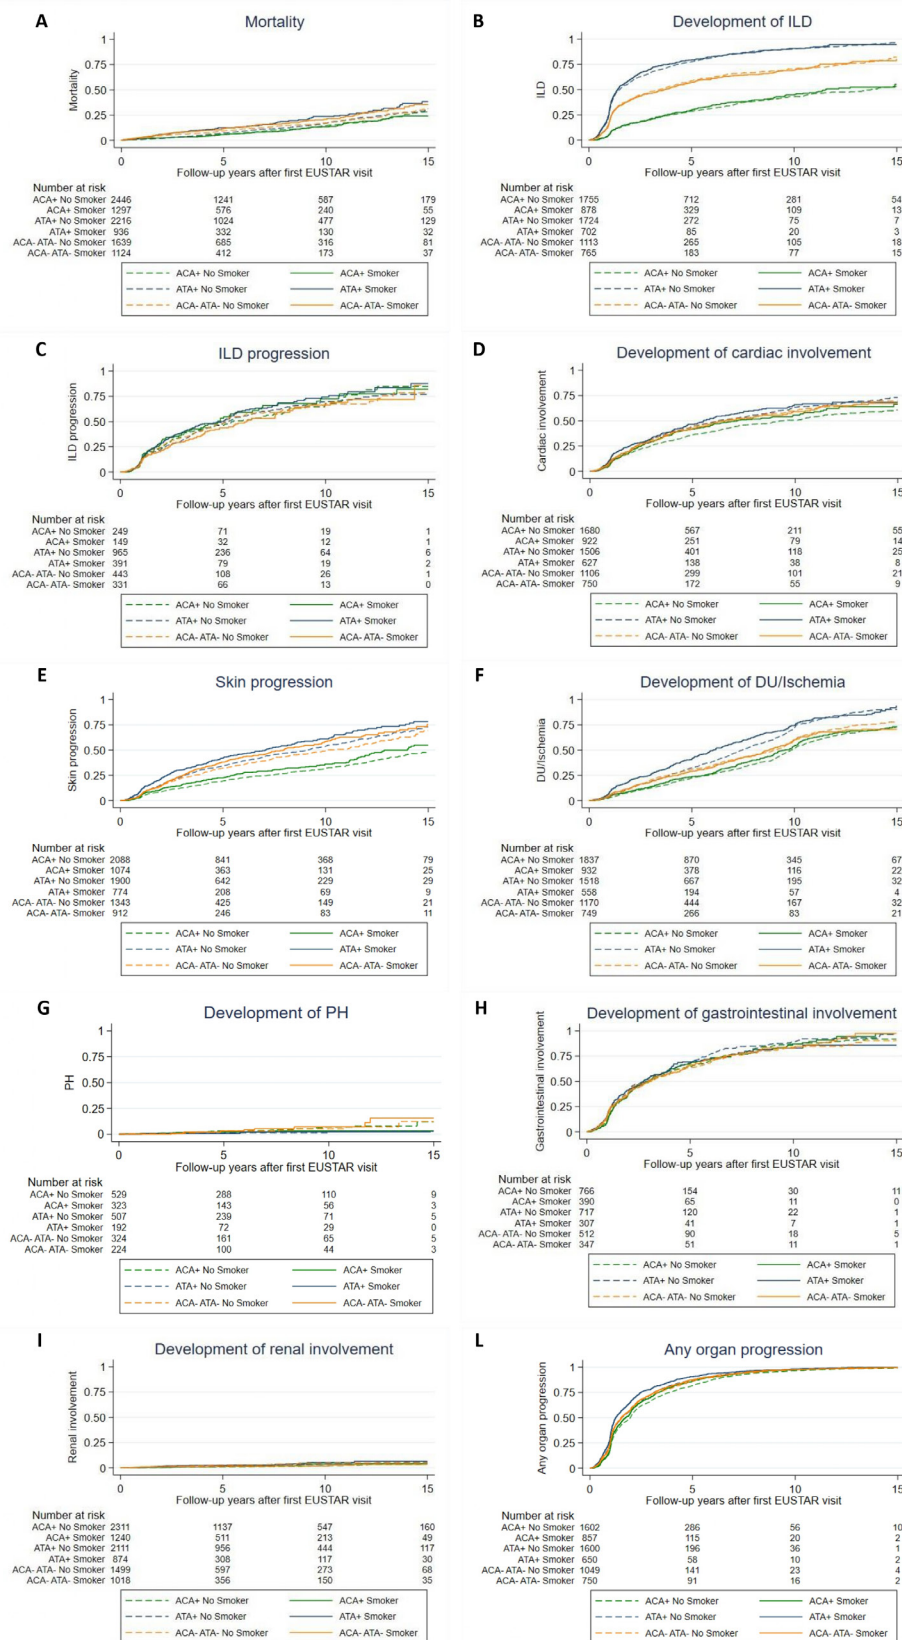 A
Mortality
1
0.75
0.50
0.25
0
Mortality
0 5 10 15
Follow-up years after first EUSTAR visit
Number at risk
ACA+ No Smoker 2446 1241 587 179
ACA+ Smoker 1297 576 240 55
ATA+ No Smoker 2216 1024 477 129
ATA+ Smoker 936 332 130 32
ACA- ATA- No Smoker 1639 685 316 81
ACA- ATA- Smoker 1124 412 173 37
ACA+ No Smoker ACA+ Smoker
ATA+ No Smoker ATA+ Smoker
ACA- ATA- No Smoker ACA- ATA- Smoker
B
Development of ILD
1
0.75
0.50
0.25
0
ILD
0 5 10 15
Follow-up years after first EUSTAR visit
Number at risk
ACA+ No Smoker 1755 712 281 54
ACA+ Smoker 878 329 109 13
ATA+ No Smoker 1724 272 75 7
ATA+ Smoker 702 85 20 3
ACA- ATA- No Smoker 1113 265 105 18
ACA- ATA- Smoker 765 183 77 15
ACA+ No Smoker ACA+ Smoker
ATA+ No Smoker ATA+ Smoker
ACA- ATA- No Smoker ACA- ATA- Smoker
C
ILD progression
1
0.75
0.50
0.25
0
ILD progression
0 5 10 15
Follow-up years after first EUSTAR visit
Number at risk
ACA+ No Smoker 249 71 19 1
ACA+ Smoker 149 32 12 1
ATA+ No Smoker 965 236 64 6
ATA+ Smoker 391 79 19 2
ACA- ATA- No Smoker 443 108 26 1
ACA- ATA- Smoker 331 66 13 0
ACA+ No Smoker ACA+ Smoker
ATA+ No Smoker ATA+ Smoker
ACA- ATA- No Smoker ACA- ATA- Smoker
D
Development of cardiac involvement
1
0.75
0.50
0.25
0
Cardiac involvement
0 5 10 15
Follow-up years after first EUSTAR visit
Number at risk
ACA+ No Smoker 1680 567 211 55
ACA+ Smoker 922 251 79 14
ATA+ No Smoker 1506 401 118 25
ATA+ Smoker 627 138 38 8
ACA- ATA- No Smoker 1106 299 101 21
ACA- ATA- Smoker 750 172 55 9
ACA+ No Smoker ACA+ Smoker
ATA+ No Smoker ATA+ Smoker
ACA- ATA- No Smoker ACA- ATA- Smoker
E
Skin progression
1
0.75
0.50
0.25
0
Skin progression
0 5 10 15
Follow-up years after first EUSTAR visit
Number at risk
ACA+ No Smoker 2088 841 368 79
ACA+ Smoker 1074 363 131 25
ATA+ No Smoker 1900 642 229 29
ATA+ Smoker 774 208 69 9
ACA- ATA- No Smoker 1343 425 149 21
ACA- ATA- Smoker 912 246 83 11
ACA+ No Smoker ACA+ Smoker
ATA+ No Smoker ATA+ Smoker
ACA- ATA- No Smoker ACA- ATA- Smoker
F
Development of DU/Ischemia
1
0.75
0.50
0.25
0
DU/Ischemia
0 5 10 15
Follow-up years after first EUSTAR visit
Number at risk
ACA+ No Smoker 1837 870 345 67
ACA+ Smoker 932 378 116 22
ATA+ No Smoker 1518 667 195 32
ATA+ Smoker 558 194 57 4
ACA- ATA- No Smoker 1170 444 167 32
ACA- ATA- Smoker 749 266 83 21
ACA+ No Smoker ACA+ Smoker
ATA+ No Smoker ATA+ Smoker
ACA- ATA- No Smoker ACA- ATA- Smoker
G
Development of PH
1
0.75
0.50
0.25
0
PH
0 5 10 15
Follow-up years after first EUSTAR visit
Number at risk
ACA+ No Smoker 529 288 110 9
ACA+ Smoker 323 143 56 3
ATA+ No Smoker 507 239 71 5
ATA+ Smoker 192 72 29 0
ACA- ATA- No Smoker 324 161 65 5
ACA- ATA- Smoker 224 100 44 3
ACA+ No Smoker ACA+ Smoker
ATA+ No Smoker ATA+ Smoker
ACA- ATA- No Smoker ACA- ATA- Smoker
H
Development of gastrointestinal involvement
1
0.75
0.50
0.25
0
Gastrointestinal involvement
0 5 10 15
Follow-up years after first EUSTAR visit
Number at risk
ACA+ No Smoker 766 154 30 11
ACA+ Smoker 390 65 11 0
ATA+ No Smoker 717 120 22 1
ATA+ Smoker 307 41 7 1
ACA- ATA- No Smoker 512 90 18 5
ACA- ATA- Smoker 347 51 11 1
ACA+ No Smoker ACA+ Smoker
ATA+ No Smoker ATA+ Smoker
ACA- ATA- No Smoker ACA- ATA- Smoker
I
Development of renal involvement
1
0.75
0.50
0.25
0
Renal involvement
0 5 10 15
Follow-up years after first EUSTAR visit
Number at risk
ACA+ No Smoker 2311 1137 547 160
ACA+ Smoker 1240 511 213 49
ATA+ No Smoker 2111 956 444 117
ATA+ Smoker 874 308 117 30
ACA- ATA- No Smoker 1499 597 273 68
ACA- ATA- Smoker 1018 356 150 35
ACA+ No Smoker ACA+ Smoker
ATA+ No Smoker ATA+ Smoker
ACA- ATA- No Smoker ACA- ATA- Smoker
L
Any organ progression
1
0.75
0.50
0.25
0
Any organ progression
0 5 10 15
Follow-up years after first EUSTAR visit
Number at risk
ACA+ No Smoker 1602 286 56 10
ACA+ Smoker 857 115 20 2
ATA+ No Smoker 1600 196 36 1
ATA+ Smoker 650 58 10 2
ACA- ATA- No Smoker 1049 141 23 4
ACA- ATA- Smoker 750 91 16 2
ACA+ No Smoker ACA+ Smoker
ATA+ No Smoker ATA+ Smoker
ACA- ATA- No Smoker ACA- ATA- Smoker